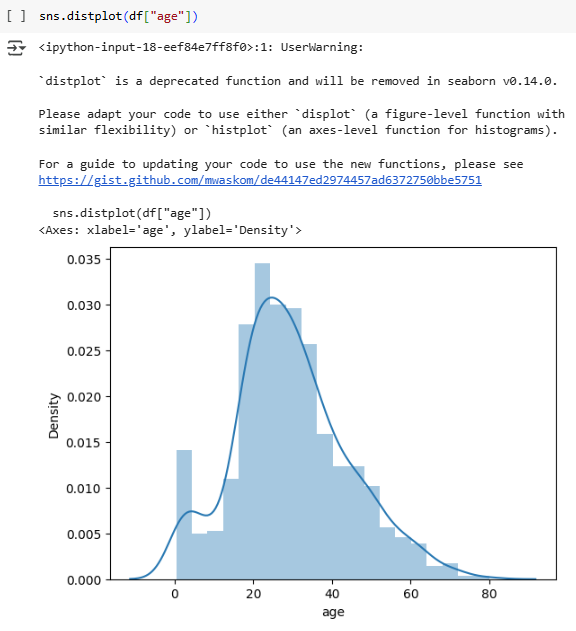 [ ] sns.distplot(df["age"])
<ipython-input-18-eef84e7ff8f0>:1: UserWarning:
`distplot` is a deprecated function and will be removed in seaborn v0.14.0.
Please adapt your code to use either `displot` (a figure-level function with
similar flexibility) or `histplot` (an axes-level function for histograms).
For a guide to updating your code to use the new functions, please see
https://gist.github.com/mwaskom/de44147ed2974457ad6372750bbe5751
sns.distplot(df["age"])
<Axes: xlabel='age', ylabel='Density'>
0.035
0.030
0.025
0.020
0.015
0.010
0.005
0.000
Density
0 20 40 60 80
age